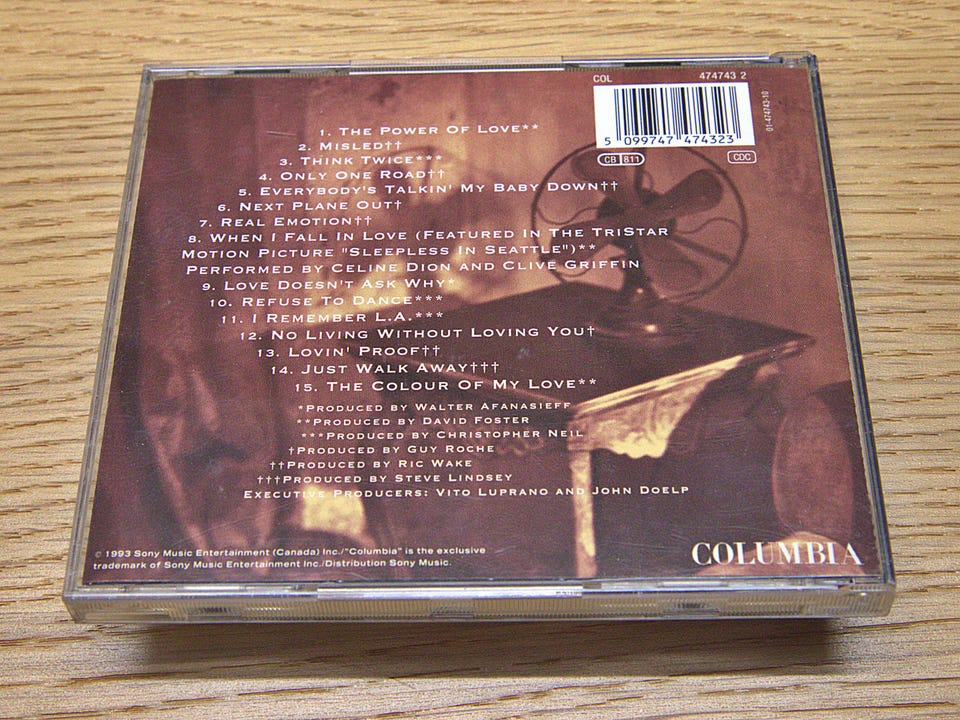 COL 474743 2
5 099747 474323
01-474743-10
CB 811 CDC
1. The Power Of Love**
2. Misled††
3. Think Twice***
4. Only One Road††
5. Everybody's Talkin' My Baby Down††
6. Next Plane Out†
7. Real Emotion††
8. When I Fall In Love (Featured In The TriStar
Motion Picture "Sleepless In Seattle")**
Performed by Celine Dion and Clive Griffin
9. Love Doesn't Ask Why*
10. Refuse To Dance***
11. I Remember L.A.***
12. No Living Without Loving You†
13. Lovin' Proof††
14. Just Walk Away†††
15. The Colour Of My Love**
*Produced by Walter Afanasieff
**Produced by David Foster
***Produced by Christopher Neil
†Produced by Guy Roche
††Produced by Ric Wake
†††Produced by Steve Lindsey
Executive Producers: Vito Luprano and John Doelp
© 1993 Sony Music Entertainment (Canada) Inc./"Columbia" is the exclusive
trademark of Sony Music Entertainment Inc./Distribution Sony Music.
COLUMBIA